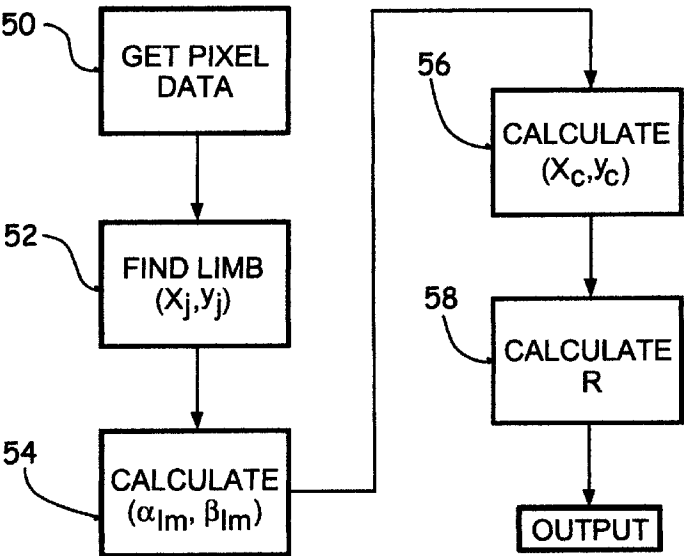 50
GET PIXEL
DATA
52
FIND LIMB
(Xj,yj)
54
CALCULATE
(αlm, βlm)
56
CALCULATE
(Xc,yc)
58
CALCULATE
R
OUTPUT